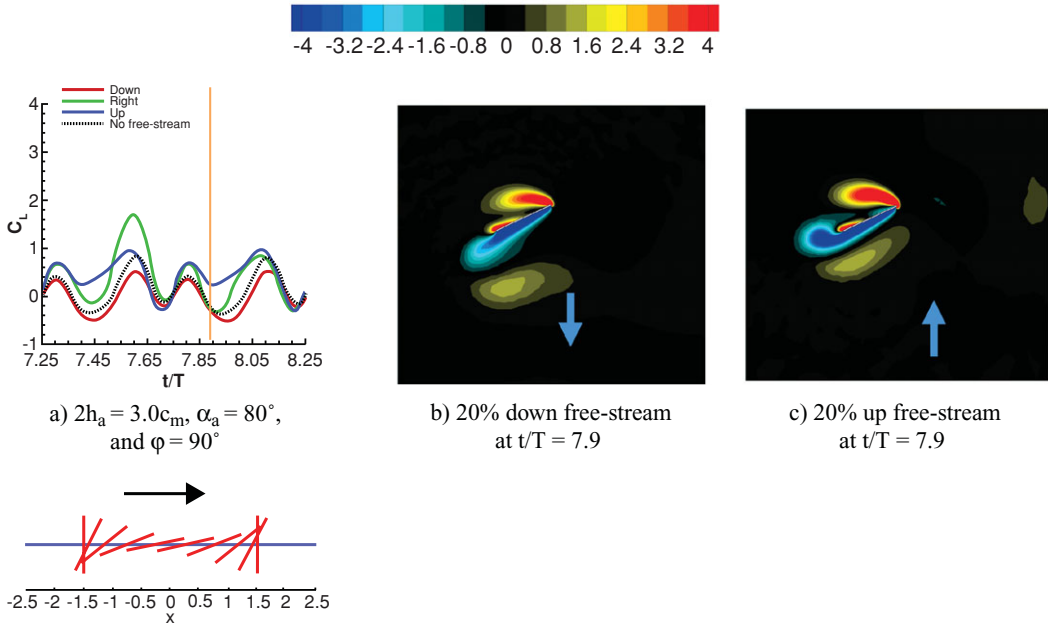 -4 -3.2 -2.4 -1.6 -0.8 0 0.8 1.6 2.4 3.2 4
Down
Right
Up
No free-stream
4
3
2
1
0
-1
C_L
7.25 7.45 7.65 7.85 8.05 8.25
t/T
a) 2h_a = 3.0c_m, α_a = 80°,
and φ = 90°
b) 20% down free-stream
at t/T = 7.9
c) 20% up free-stream
at t/T = 7.9
-2.5 -2 -1.5 -1 -0.5 0 0.5 1 1.5 2 2.5
x